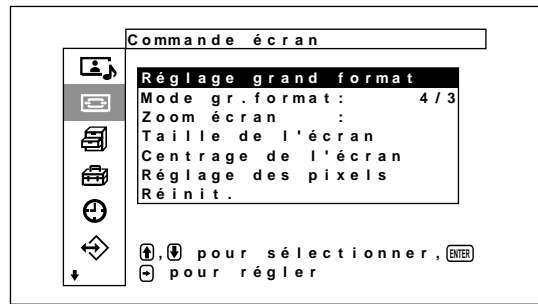 Commande écran
Réglage grand format
Mode gr.format: 4/3
Zoom écran :
Taille de l'écran
Centrage de l'écran
Réglage des pixels
Réinit.
, pour sélectionner, ENTER
pour régler